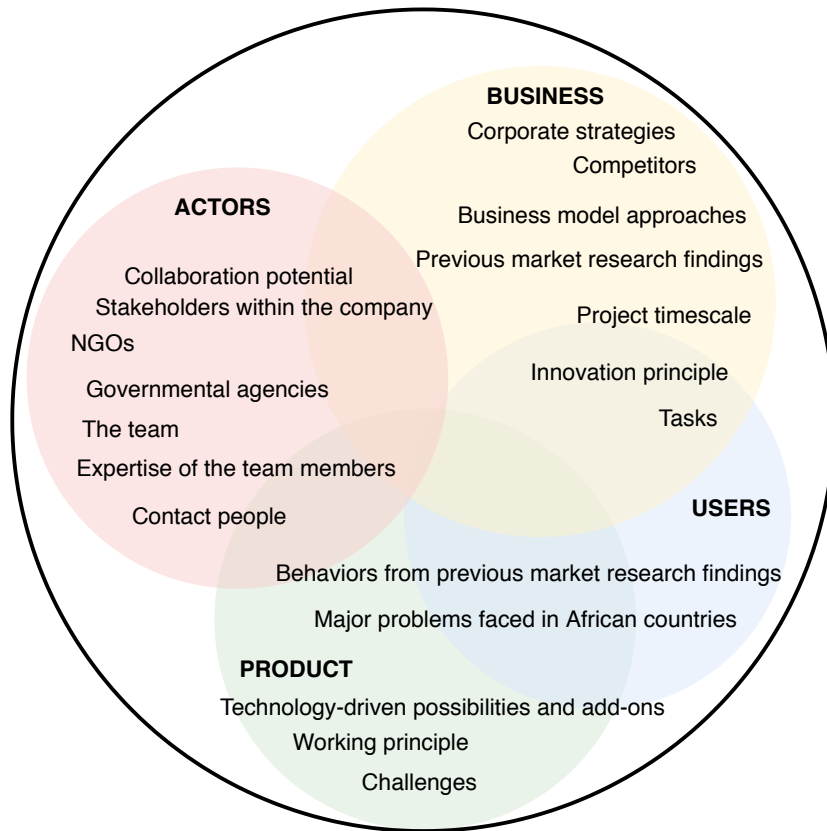 BUSINESS
Corporate strategies
Competitors
Business model approaches
Previous market research findings
Project timescale
Innovation principle
Tasks
ACTORS
Collaboration potential
Stakeholders within the company
NGOs
Governmental agencies
The team
Expertise of the team members
Contact people
USERS
Behaviors from previous market research findings
Major problems faced in African countries
PRODUCT
Technology-driven possibilities and add-ons
Working principle
Challenges